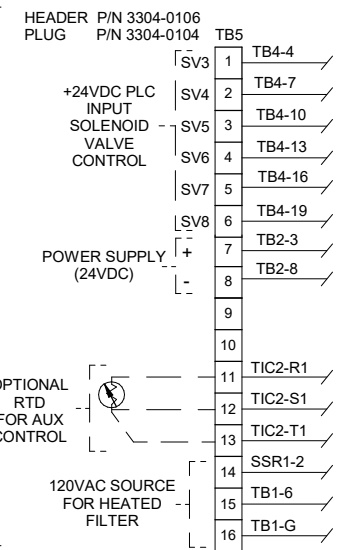 HEADER P/N 3304-0106
PLUG P/N 3304-0104 TB5
SV3 1 TB4-4
SV4 2 TB4-7
SV5 3 TB4-10
SV6 4 TB4-13
SV7 5 TB4-16
SV8 6 TB4-19
+24VDC PLC
INPUT
SOLENOID
VALVE
CONTROL
+ 7 TB2-3
- 8 TB2-8
POWER SUPPLY
(24VDC)
9
10
11 TIC2-R1
12 TIC2-S1
13 TIC2-T1
OPTIONAL
RTD
FOR AUX
CONTROL
14 SSR1-2
15 TB1-6
16 TB1-G
120VAC SOURCE
FOR HEATED
FILTER